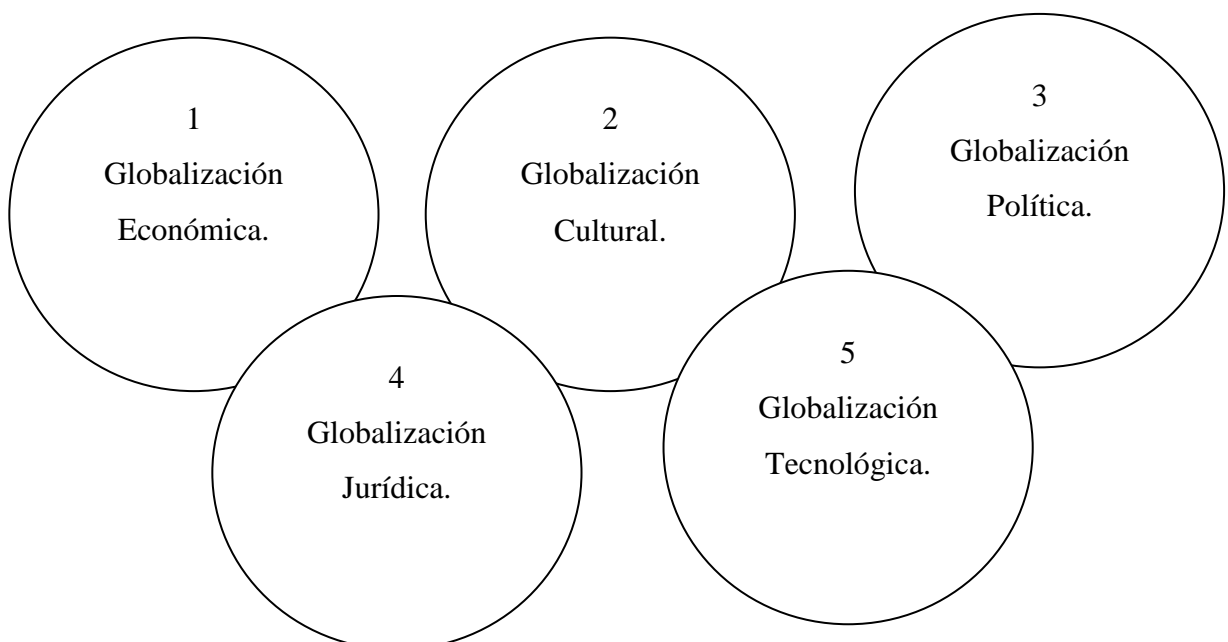 1
Globalización
Económica.
2
Globalización
Cultural.
3
Globalización
Política.
4
Globalización
Jurídica.
5
Globalización
Tecnológica.